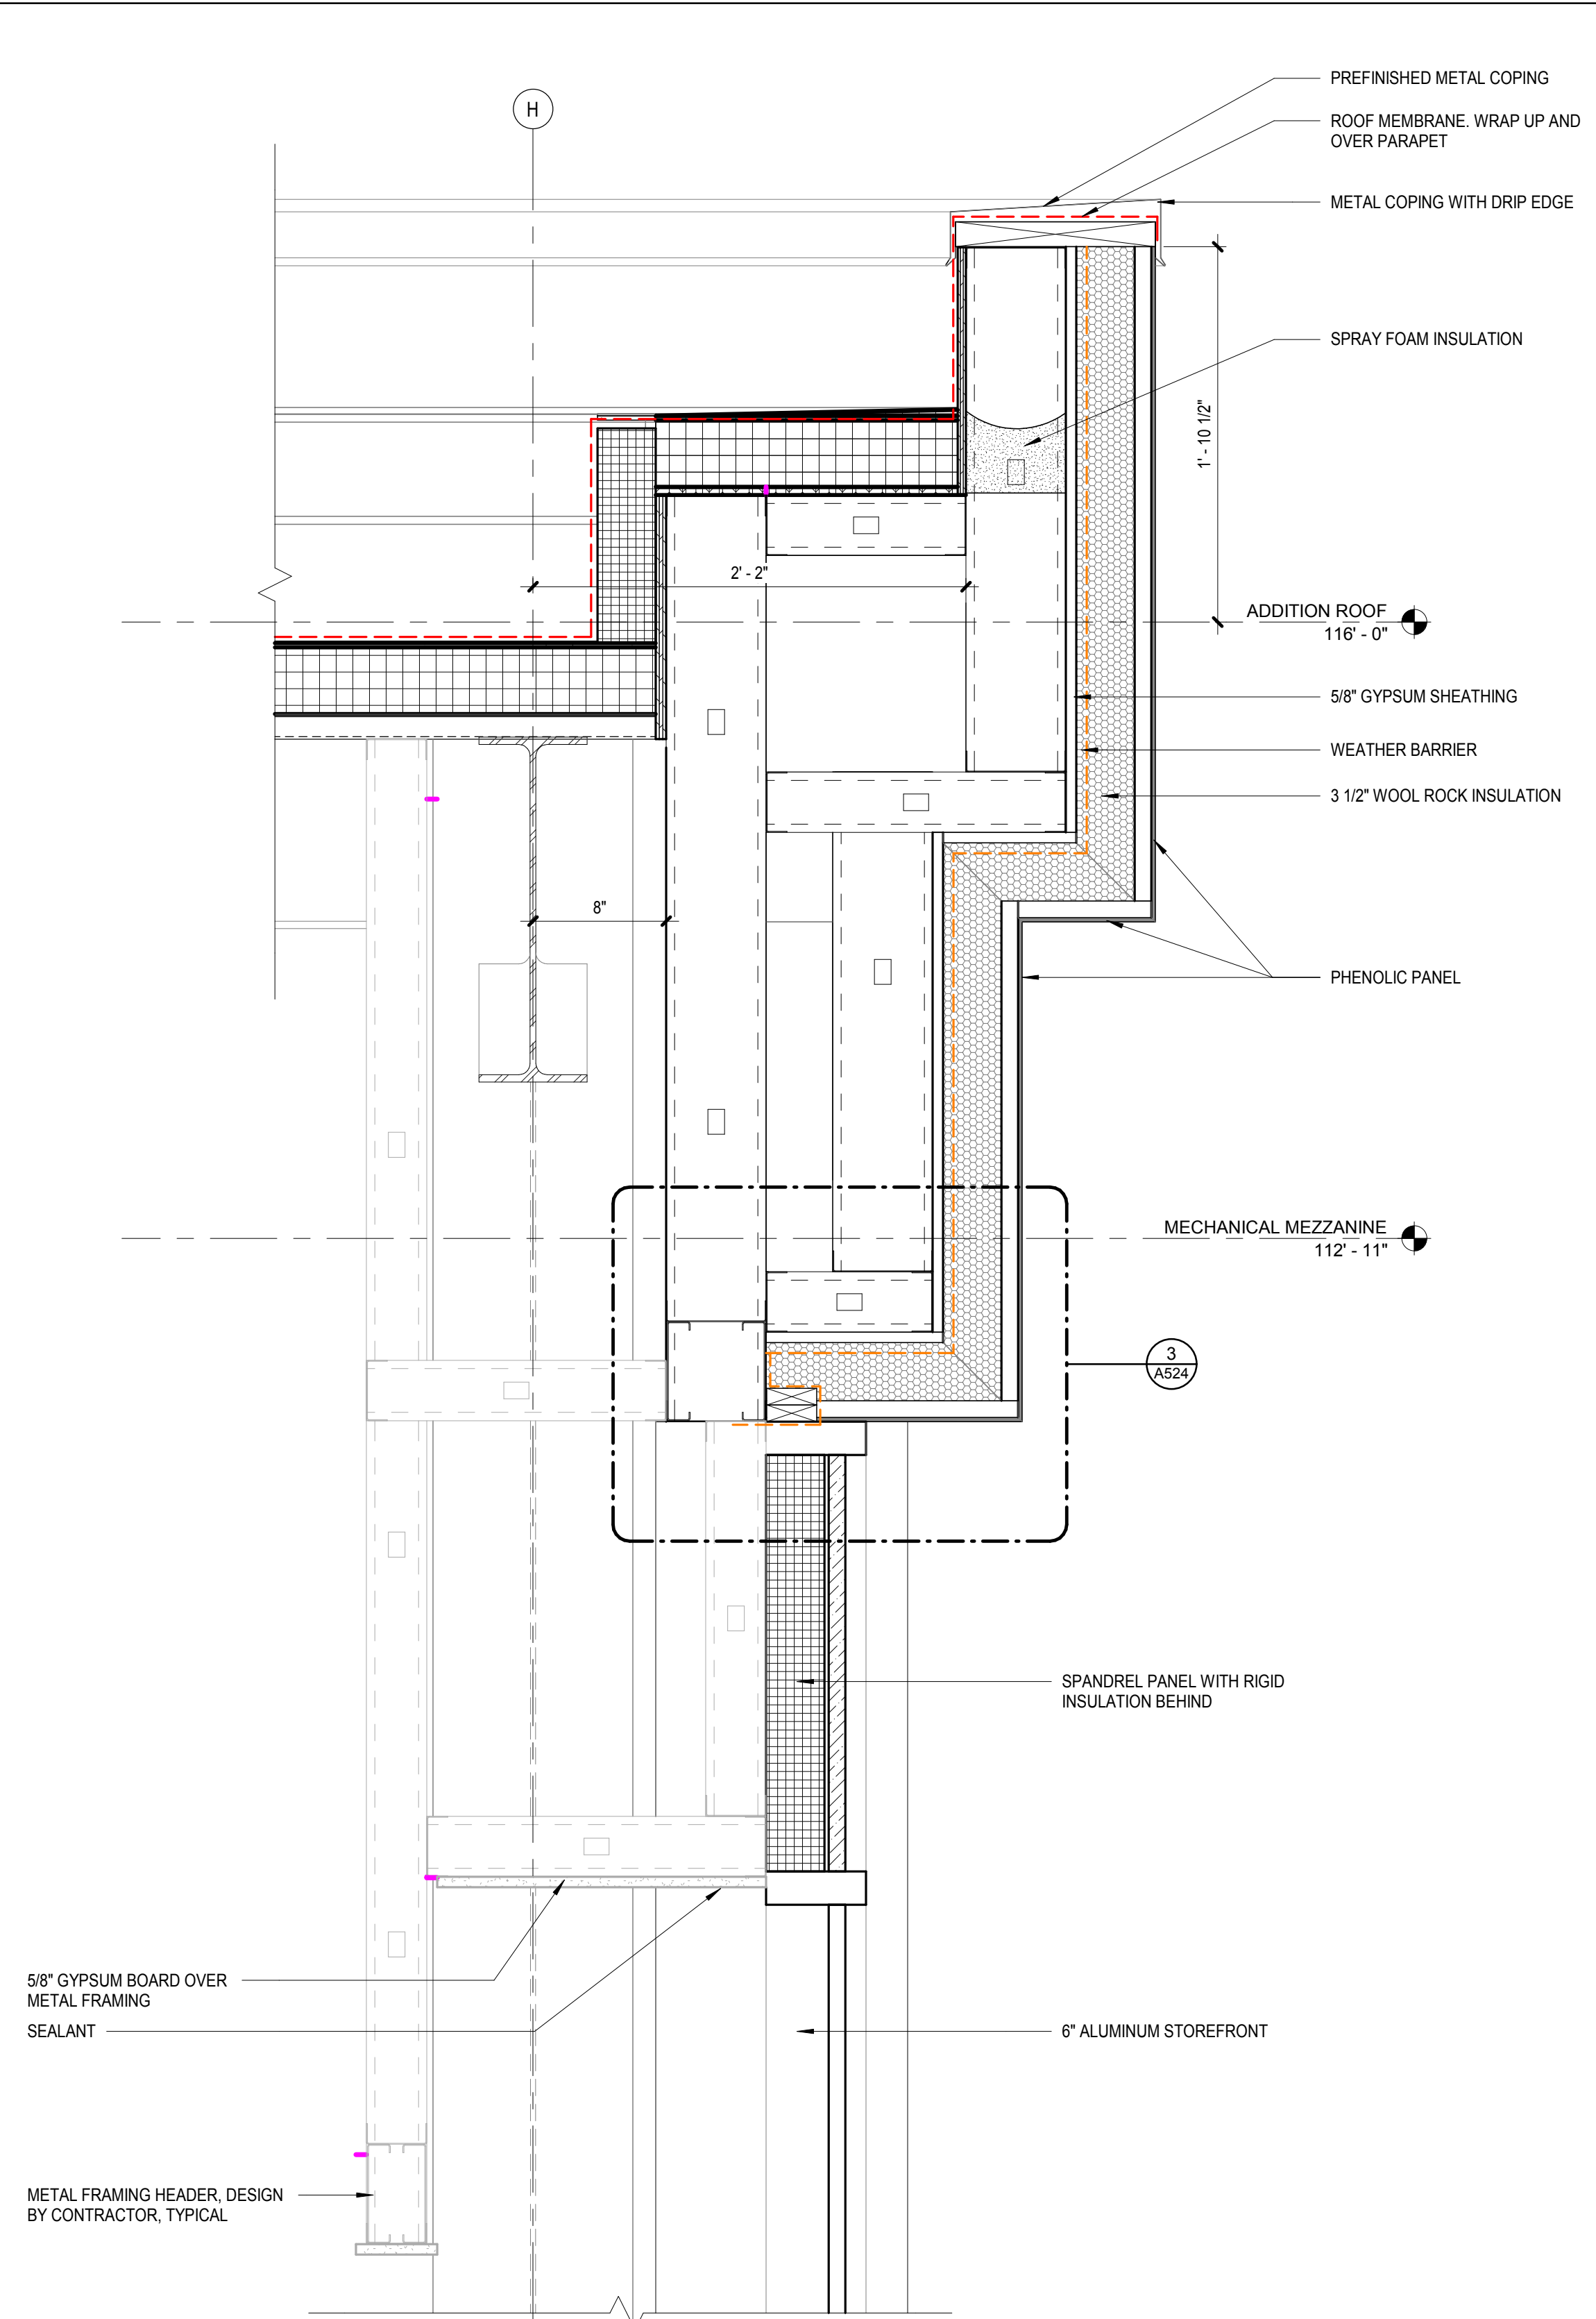 PREFINISHED METAL COPING
H
ROOF MEMBRANE. WRAP UP AND
OVER PARAPET
METAL COPING WITH DRIP EDGE
SPRAY FOAM INSULATION
1' - 10 1/2"
2' - 2"
ADDITION ROOF
116' - 0"
5/8" GYPSUM SHEATHING
WEATHER BARRIER
3 1/2" WOOL ROCK INSULATION
8"
PHENOLIC PANEL
MECHANICAL MEZZANINE
112' - 11"
3
A524
SPANDREL PANEL WITH RIGID
INSULATION BEHIND
5/8" GYPSUM BOARD OVER
METAL FRAMING
SEALANT
6" ALUMINUM STOREFRONT
METAL FRAMING HEADER, DESIGN
BY CONTRACTOR, TYPICAL